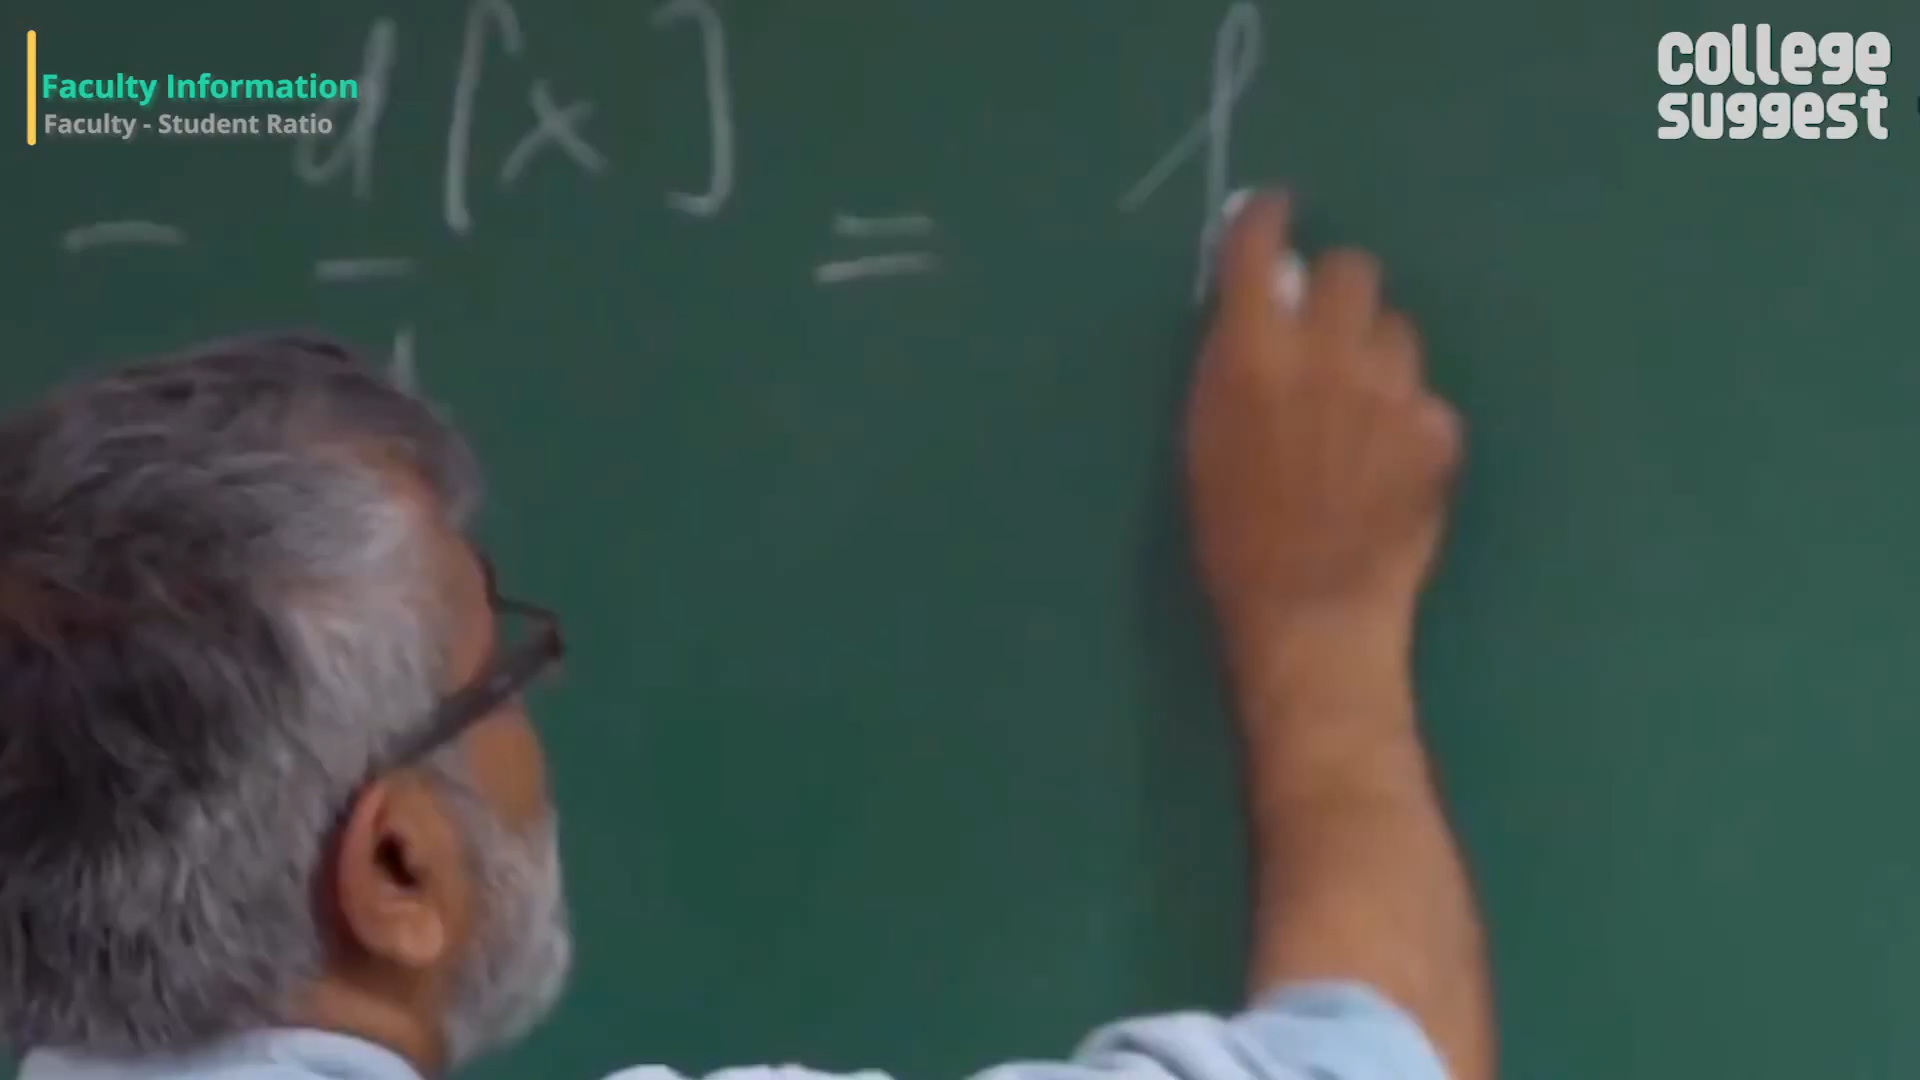 Faculty Information
Faculty - Student Ratio
college
suggest
- d[x] = f